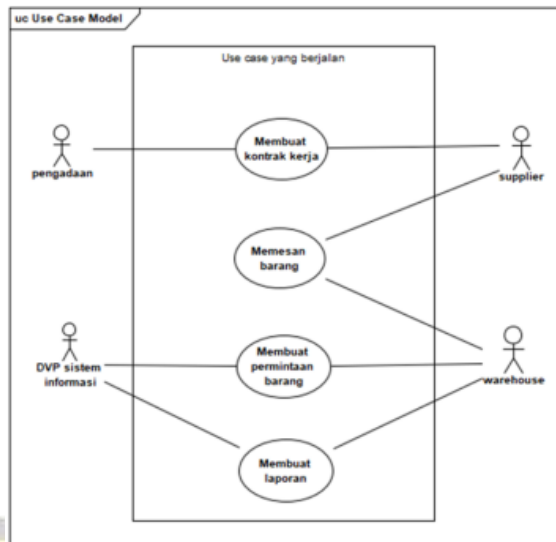 uc Use Case Model
Use case yang berjalan
Membuat
kontrak kerja
pengadaan
supplier
Memesan
barang
DVP sistem
informasi
Membuat
permintaan
barang
warehouse
Membuat
laporan